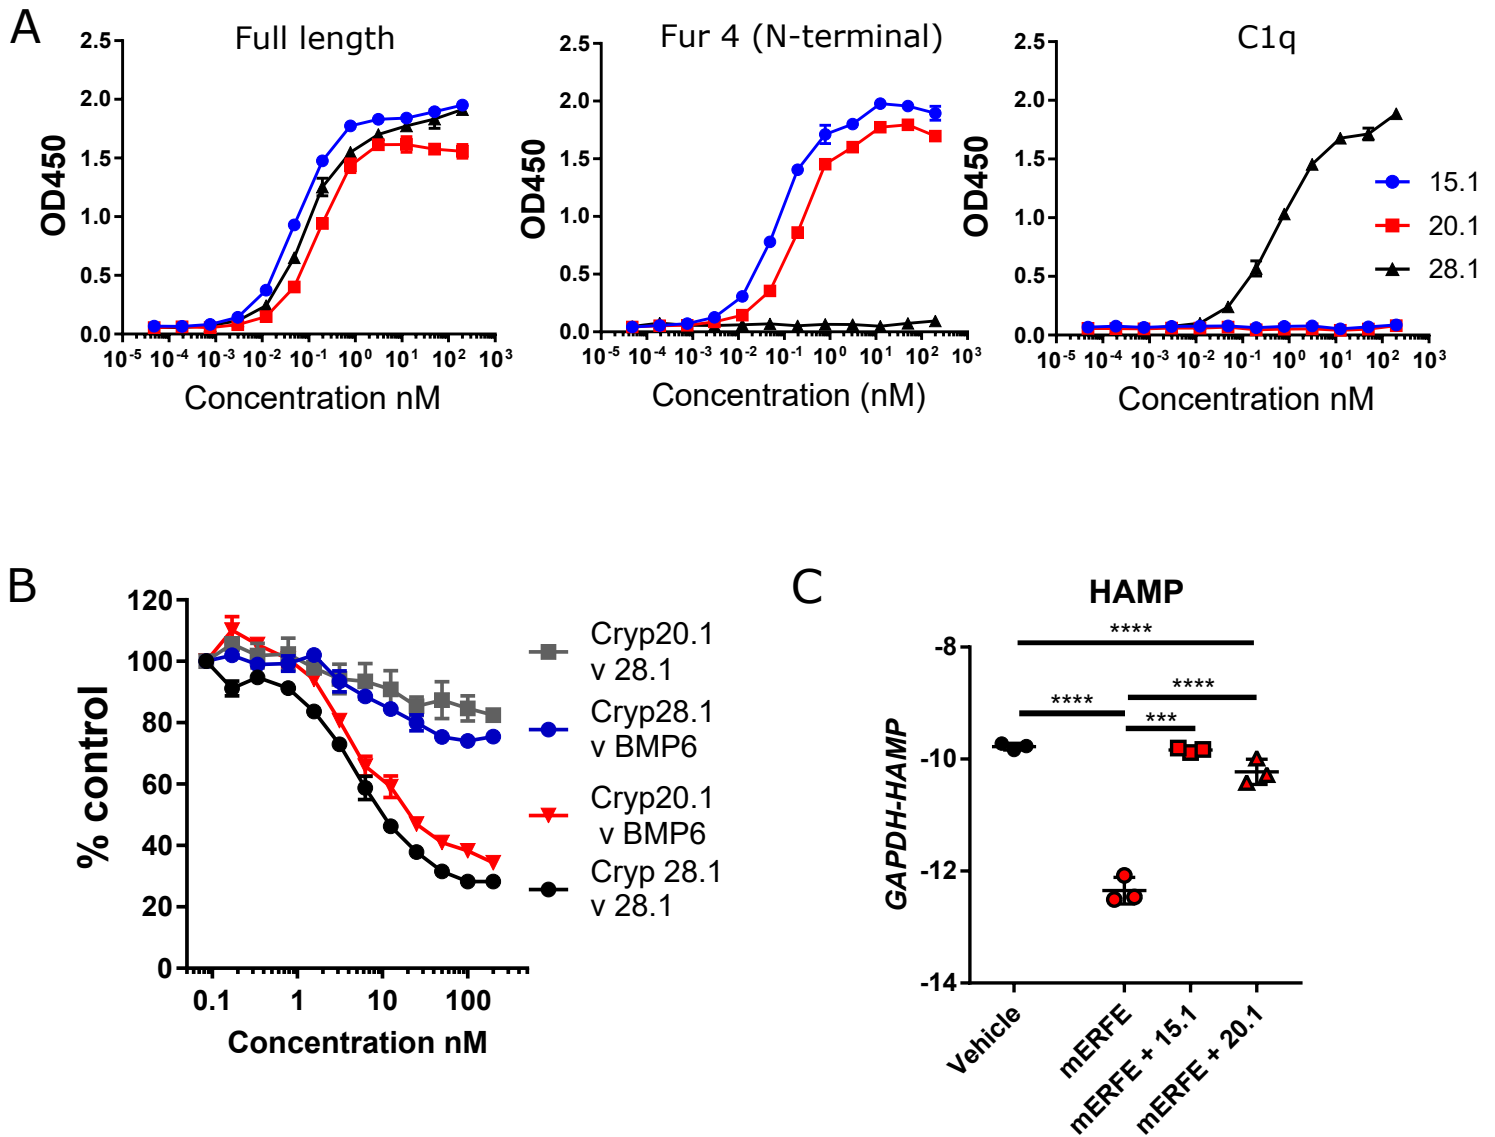 A
Full length
2.5
2.0
1.5
1.0
0.5
0.0
OD450
10-5 10-4 10-3 10-2 10-1 100 101 102 103
Concentration nM
Fur 4 (N-terminal)
2.5
2.0
1.5
1.0
0.5
0.0
OD450
10-5 10-4 10-3 10-2 10-1 100 101 102 103
Concentration (nM)
C1q
2.5
2.0
1.5
1.0
0.5
0.0
OD450
10-5 10-4 10-3 10-2 10-1 100 101 102 103
Concentration nM
15.1
20.1
28.1
B
120
100
80
60
40
20
0
% control
0.1 1 10 100
Concentration nM
Cryp20.1
v 28.1
Cryp28.1
v BMP6
Cryp20.1
v BMP6
Cryp 28.1
v 28.1
C
HAMP
-8
-10
-12
-14
GAPDH-HAMP
****
****
****
***
Vehicle
mERFE
mERFE + 15.1
mERFE + 20.1